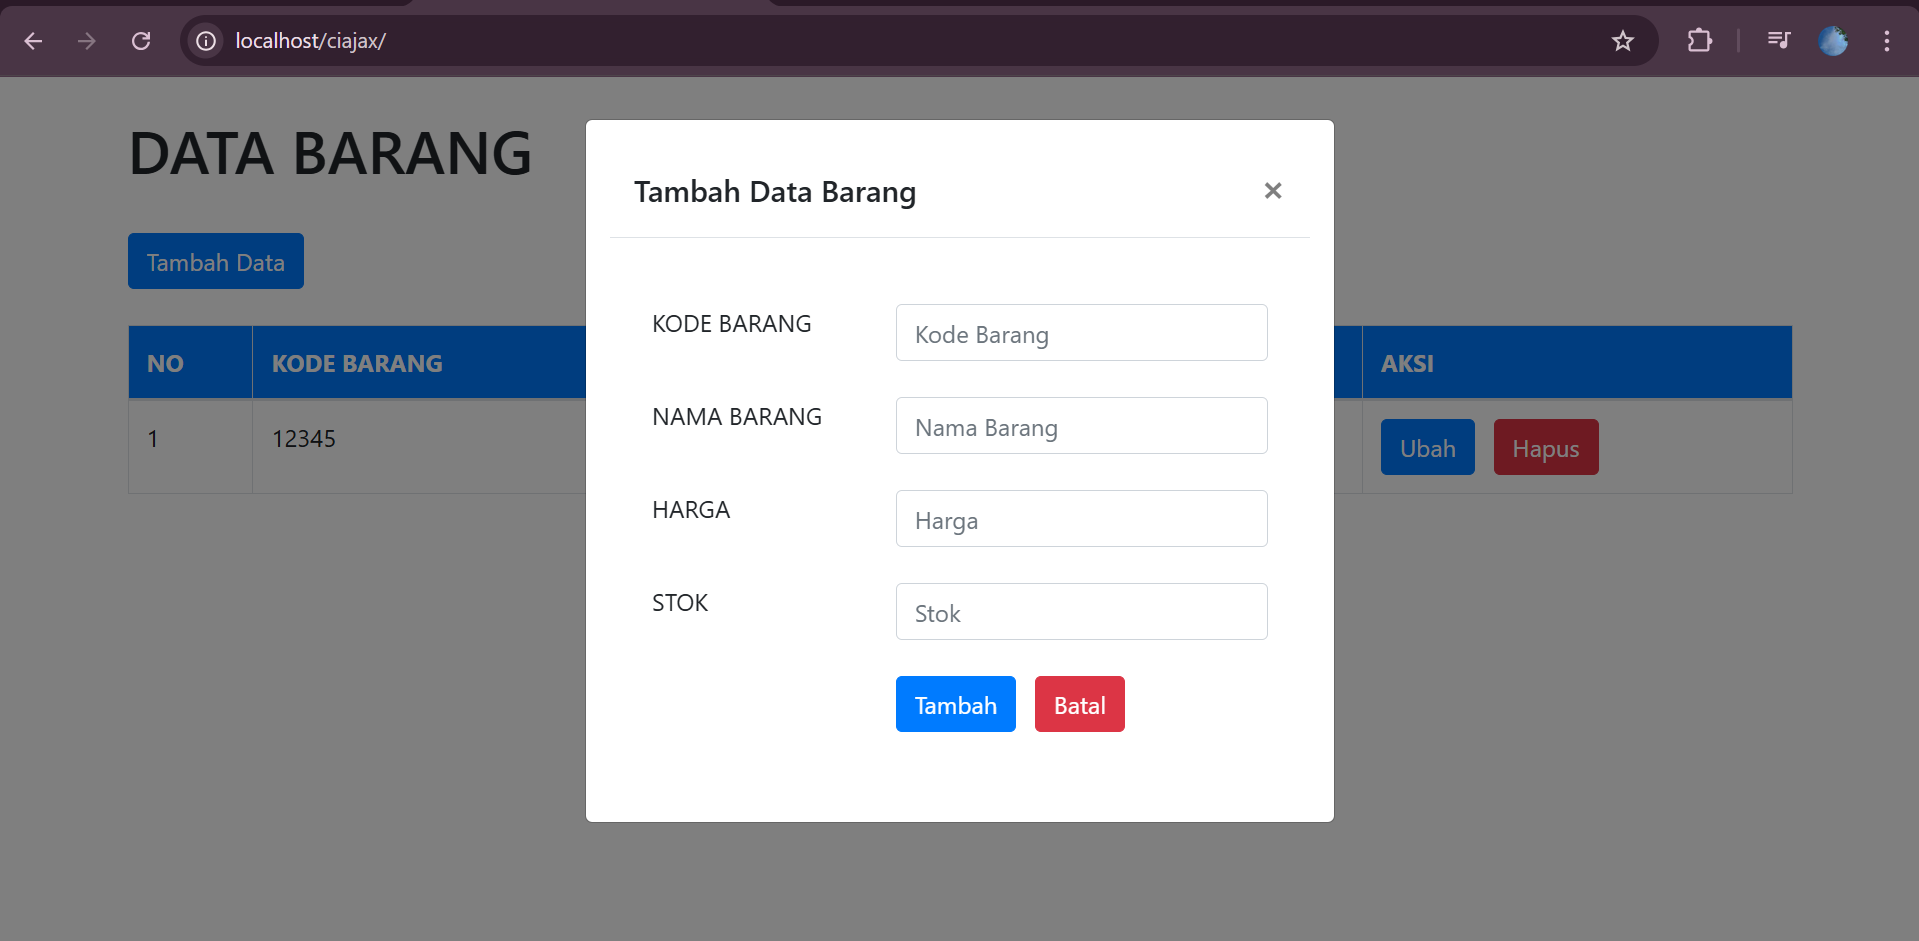 localhost/ciajax/
DATA BARANG
Tambah Data
NO KODE BARANG AKSI
1 12345 Ubah Hapus
Tambah Data Barang ×
KODE BARANG Kode Barang
NAMA BARANG Nama Barang
HARGA Harga
STOK Stok
Tambah Batal